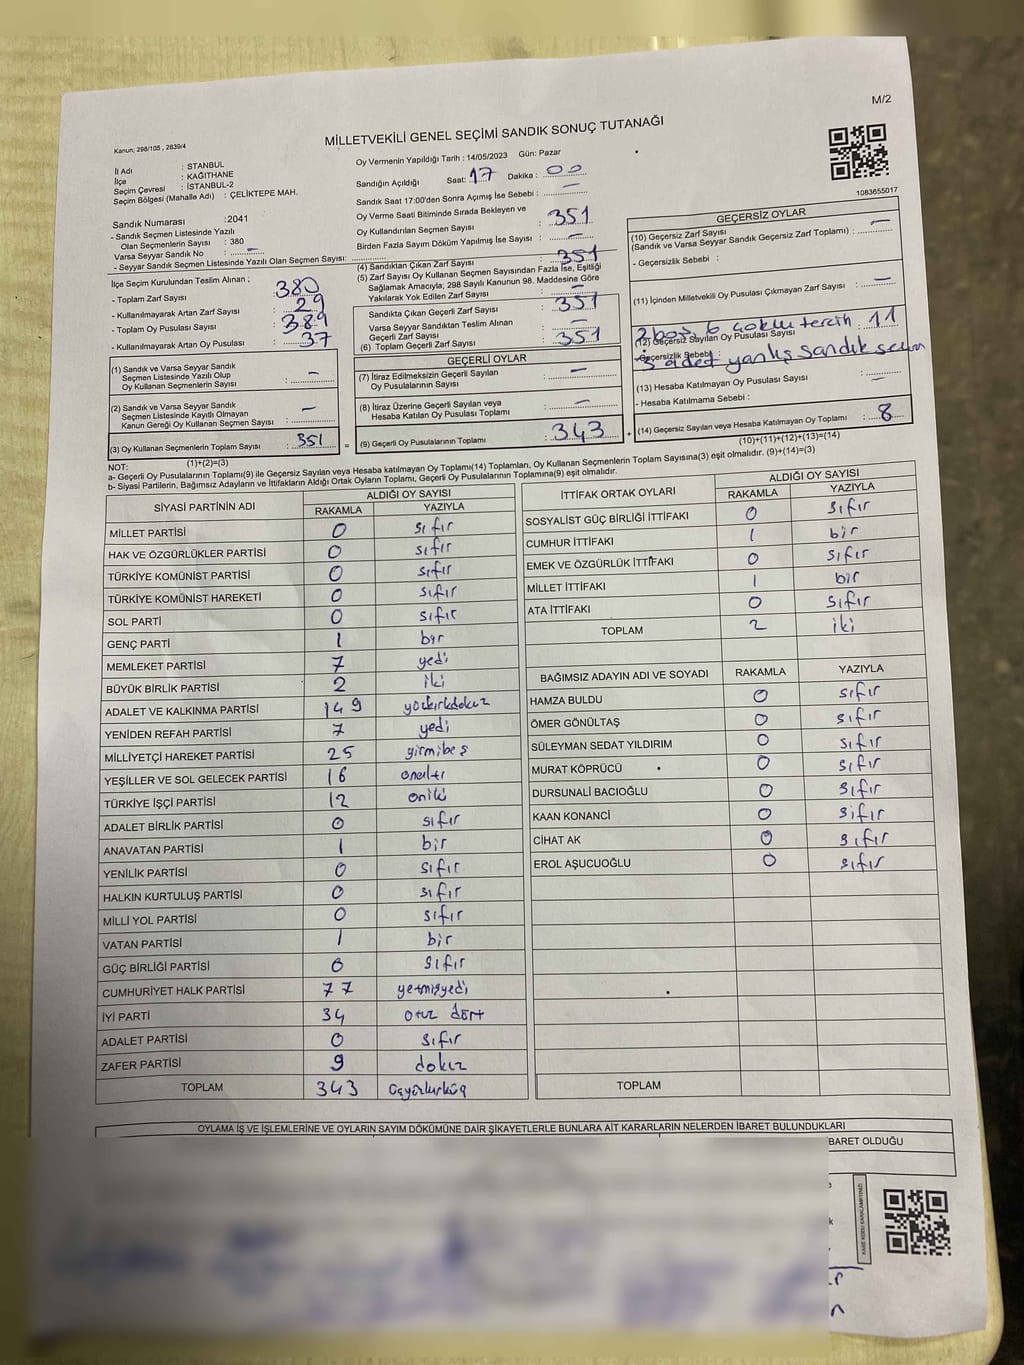 M/2
MİLLETVEKİLİ GENEL SEÇİMİ SANDIK SONUÇ TUTANAĞI
Kanun; 298/105 , 2839/4
İl Adı : STANBUL
İlçe : KAĞITHANE
Seçim Çevresi : İSTANBUL-2
Seçim Bölgesi (Mahalle Adı) : ÇELİKTEPE MAH.
Sandık Numarası :2041
- Sandık Seçmen Listesinde Yazılı
Olan Seçmenlerin Sayısı : 380
Varsa Seyyar Sandık No : –
- Seyyar Sandık Seçmen Listesinde Yazılı Olan Seçmen Sayısı:
Oy Vermenin Yapıldığı Tarih : 14/05/2023 Gün: Pazar
Sandığın Açıldığı Saat: 17 Dakika : 00
Sandık Saat 17:00'den Sonra Açımış İse Sebebi : –
Oy Verme Saati Bitiminde Sırada Bekleyen ve
Oy Kullandırılan Seçmen Sayısı : 351
Birden Fazla Sayım Döküm Yapılmış İse Sayısı : –
1083655017
İlçe Seçim Kurulundan Teslim Alınan :
- Toplam Zarf Sayısı : 380
- Kullanılmayarak Artan Zarf Sayısı : 29
- Toplam Oy Pusulası Sayısı : 389
- Kullanılmayarak Artan Oy Pusulası : 37
(4) Sandıktan Çıkan Zarf Sayısı : 351
(5) Zarf Sayısı Oy Kullanan Seçmen Sayısından Fazla İse, Eşitliği
Sağlamak Amacıyla; 298 Sayılı Kanunun 98. Maddesine Göre
Yakılarak Yok Edilen Zarf Sayısı : –
Sandıkta Çıkan Geçerli Zarf Sayısı : 351
Varsa Seyyar Sandıktan Teslim Alınan
Geçerli Zarf Sayısı : –
(6) Toplam Geçerli Zarf Sayısı : 351
GEÇERSİZ OYLAR
(10) Geçersiz Zarf Sayısı
(Sandık ve Varsa Seyyar Sandık Geçersiz Zarf Toplamı) : –
- Geçersizlik Sebebi :
(11) İçinden Milletvekili Oy Pusulası Çıkmayan Zarf Sayısı : –
2 boş, 6 çoklu tercih 11
(12) Geçersiz Sayılan Oy Pusulası Sayısı
Geçersizlik Sebebi :
3 adet yanlış sandık
(13) Hesaba Katılmayan Oy Pusulası Sayısı : –
- Hesaba Katılmama Sebebi :
(14) Geçersiz Sayılan veya Hesaba Katılmayan Oy Toplamı : 8
(10)+(11)+(12)+(13)=(14)
(1) Sandık ve Varsa Seyyar Sandık
Seçmen Listesinde Yazılı Olup
Oy Kullanan Seçmenlerin Sayısı : –
(2) Sandık ve Varsa Seyyar Sandık
Seçmen Listesinde Kayıtlı Olmayan
Kanun Gereği Oy Kullanan Seçmen Sayısı : –
(3) Oy Kullanan Seçmenlerin Toplam Sayısı : 351 =
(1)+(2)=(3)
GEÇERLİ OYLAR
(7) İtiraz Edilmeksizin Geçerli Sayılan
Oy Pusulalarının Sayısı : –
(8) İtiraz Üzerine Geçerli Sayılan veya
Hesaba Katılan Oy Pusulası Toplamı : –
(9) Geçerli Oy Pusulalarının Toplamı : 343 +
NOT:
a- Geçerli Oy Pusulalarının Toplamı(9) ile Geçersiz Sayılan veya Hesaba katılmayan Oy Toplamı(14) Toplamları, Oy Kullanan Seçmenlerin Toplam Sayısına(3) eşit olmalıdır. (9)+(14)=(3)
b- Siyasi Partilerin, Bağımsız Adayların ve İttifakların Aldığı Ortak Oyların Toplamı, Geçerli Oy Pusulalarının Toplamına(9) eşit olmalıdır.
SİYASİ PARTİNİN ADI ALDIĞI OY SAYISI
RAKAMLA YAZIYLA
MİLLET PARTİSİ 0 sıfır
HAK VE ÖZGÜRLÜKLER PARTİSİ 0 sıfır
TÜRKİYE KOMÜNİST PARTİSİ 0 sıfır
TÜRKİYE KOMÜNİST HAREKETİ 0 sıfır
SOL PARTİ 0 sıfır
GENÇ PARTİ 1 bir
MEMLEKET PARTİSİ 7 yedi
BÜYÜK BİRLİK PARTİSİ 2 iki
ADALET VE KALKINMA PARTİSİ 149 yüzkırkdokuz
YENİDEN REFAH PARTİSİ 7 yedi
MİLLİYETÇİ HAREKET PARTİSİ 25 yirmibeş
YEŞİLLER VE SOL GELECEK PARTİSİ 16 onaltı
TÜRKİYE İŞÇİ PARTİSİ 12 oniki
ADALET BİRLİK PARTİSİ 0 sıfır
ANAVATAN PARTİSİ 1 bir
YENİLİK PARTİSİ 0 sıfır
HALKIN KURTULUŞ PARTİSİ 0 sıfır
MİLLİ YOL PARTİSİ 0 sıfır
VATAN PARTİSİ 1 bir
GÜÇ BİRLİĞİ PARTİSİ 0 sıfır
CUMHURİYET HALK PARTİSİ 77 yetmişyedi
İYİ PARTİ 34 otuz dört
ADALET PARTİSİ 0 sıfır
ZAFER PARTİSİ 9 dokuz
TOPLAM 343 üçyüzkırküç
İTTİFAK ORTAK OYLARI ALDIĞI OY SAYISI
RAKAMLA YAZIYLA
SOSYALİST GÜÇ BİRLİĞİ İTTİFAKI 0 sıfır
CUMHUR İTTİFAKI 1 bir
EMEK VE ÖZGÜRLÜK İTTİFAKI 0 sıfır
MİLLET İTTİFAKI 1 bir
ATA İTTİFAKI 0 sıfır
TOPLAM 2 iki
BAĞIMSIZ ADAYIN ADI VE SOYADI RAKAMLA YAZIYLA
HAMZA BULDU 0 sıfır
ÖMER GÖNÜLTAŞ 0 sıfır
SÜLEYMAN SEDAT YILDIRIM 0 sıfır
MURAT KÖPRÜCÜ 0 sıfır
DURSUNALİ BACIOĞLU 0 sıfır
KAAN KONANCİ 0 sıfır
CİHAT AK 0 sıfır
EROL AŞUCUOĞLU 0 sıfır
TOPLAM
OYLAMA İŞ VE İŞLEMLERİNE VE OYLARIN SAYIM DÖKÜMÜNE DAİR ŞİKAYETLERLE BUNLARA AİT KARARLARIN NELERDEN İBARET BULUNDUKLARI
BARET OLDUĞU